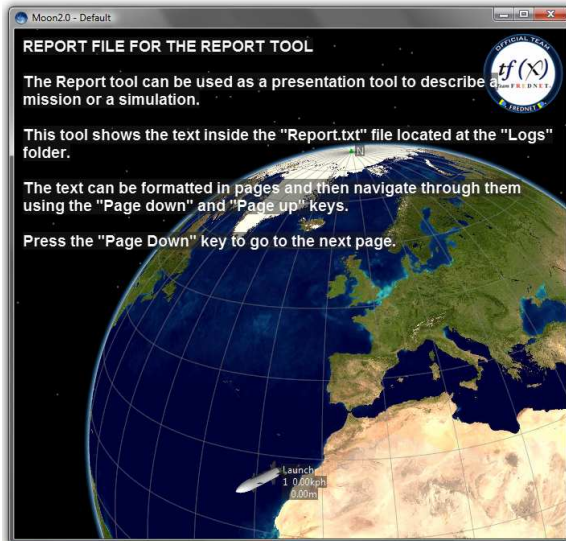 Moon2.0 - Default
REPORT FILE FOR THE REPORT TOOL
The Report tool can be used as a presentation tool to describe a
mission or a simulation.
This tool shows the text inside the "Report.txt" file located at the "Logs"
folder.
The text can be formatted in pages and then navigate through them
using the "Page down" and "Page up" keys.
Press the "Page Down" key to go to the next page.
OFFICIAL TEAM
tf (X)
Team FREDNET
FREDNET
N
Launch
1 0.00kph
0.00m